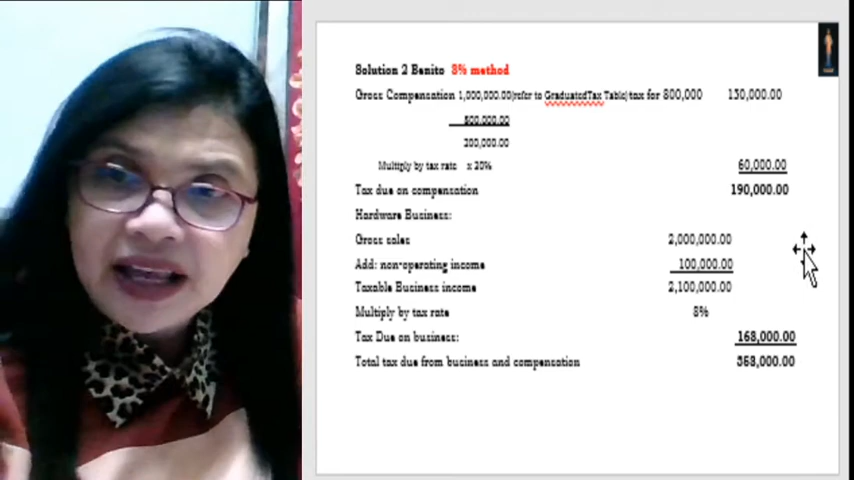 Solution 2 Benito 8% method
Gross Compensation 1,000,000.00(refer to GraduatedTax Table) tax for 800,000 130,000.00
800,000.00
200,000.00
Multiply by tax rate x 30% 60,000.00
Tax due on compensation 190,000.00
Hardware Business:
Gross sales 2,000,000.00
Add: non-operating income 100,000.00
Taxable Business income 2,100,000.00
Multiply by tax rate 8%
Tax Due on business: 168,000.00
Total tax due from business and compensation 358,000.00